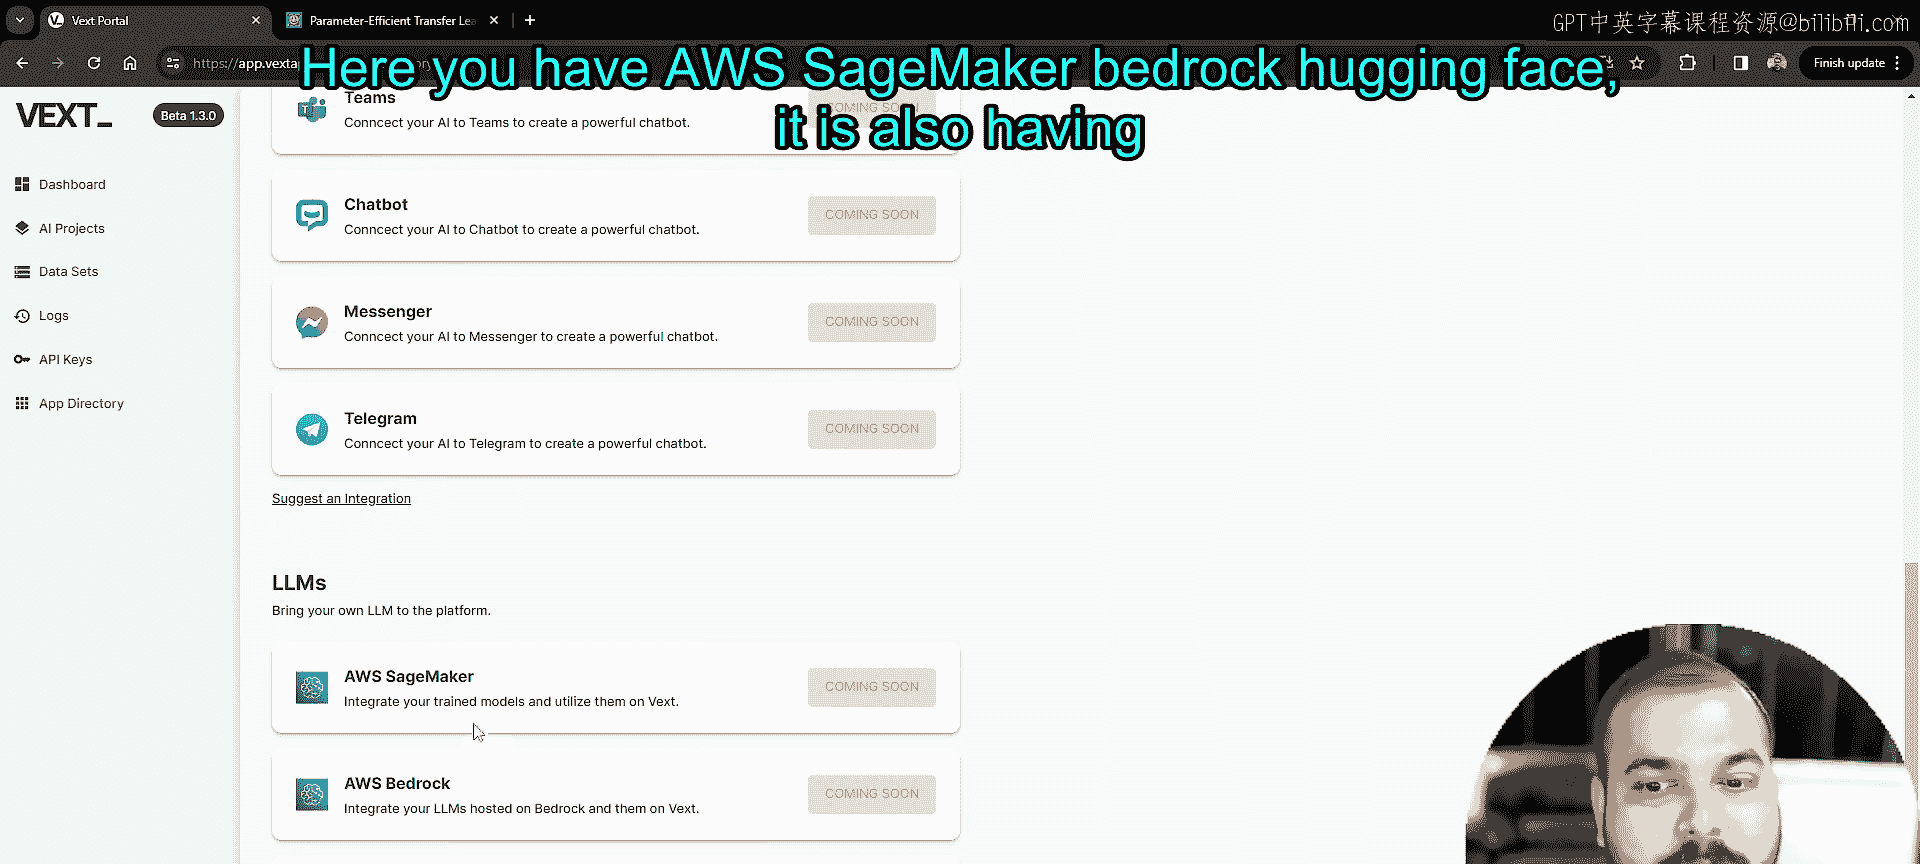 Vext Portal
Parameter-Efficient Transfer Lea
GPT中英字幕课程资源@bilibili.com
https://app.vexta
Finish update
Here you have AWS SageMaker bedrock hugging face,
it is also having
VEXT_
Beta 1.3.0
Dashboard
AI Projects
Data Sets
Logs
API Keys
App Directory
Teams
Conncect your AI to Teams to create a powerful chatbot.
COMING SOON
Chatbot
Conncect your AI to Chatbot to create a powerful chatbot.
COMING SOON
Messenger
Conncect your AI to Messenger to create a powerful chatbot.
COMING SOON
Telegram
Conncect your AI to Telegram to create a powerful chatbot.
COMING SOON
Suggest an Integration
LLMs
Bring your own LLM to the platform.
AWS SageMaker
Integrate your trained models and utilize them on Vext.
COMING SOON
AWS Bedrock
Integrate your LLMs hosted on Bedrock and them on Vext.
COMING SOON